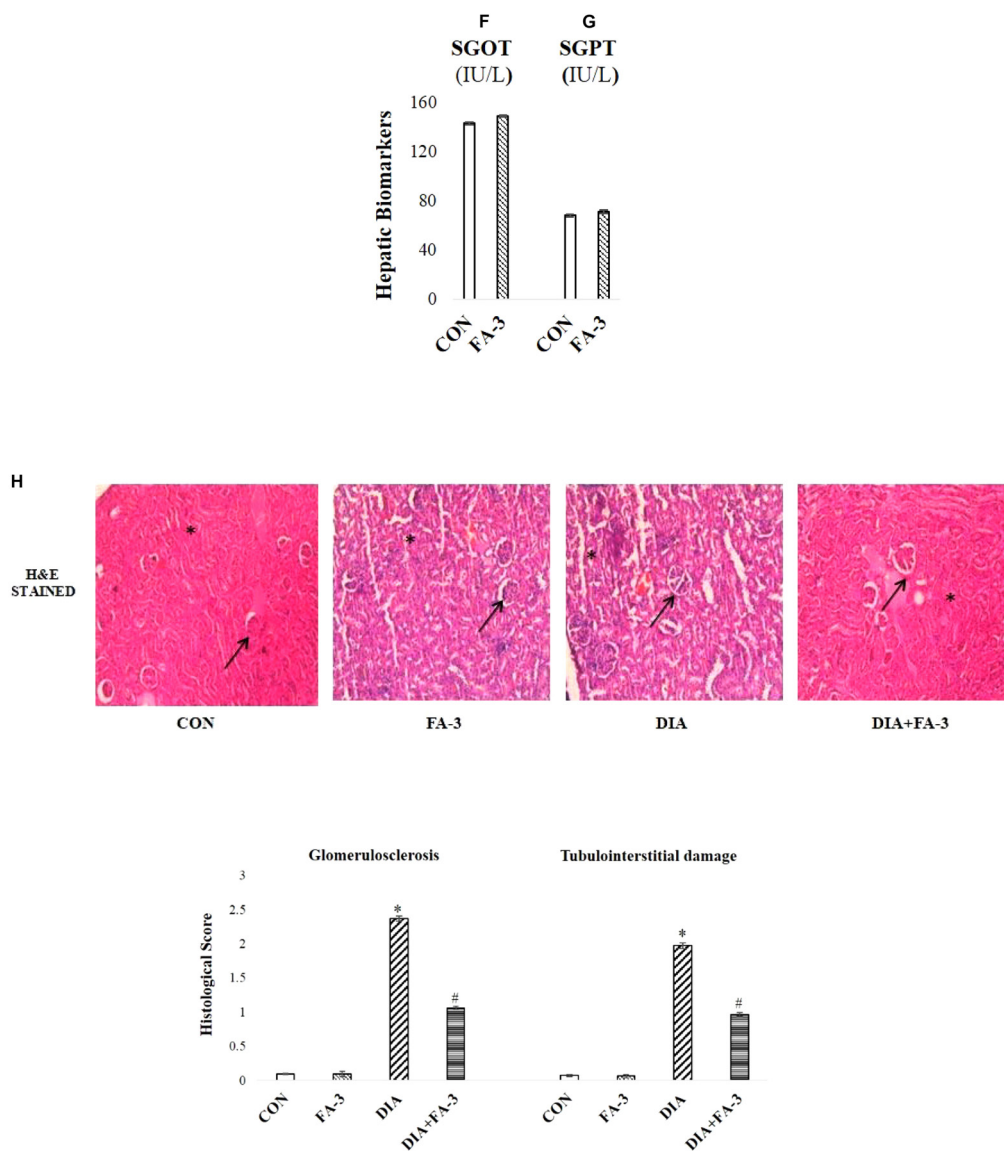 F G
SGOT SGPT
(IU/L) (IU/L)
Hepatic Biomarkers
160
120
80
40
0
CON FA-3 CON FA-3
H
H&E
STAINED
* * * *
CON FA-3 DIA DIA+FA-3
Glomerulosclerosis Tubulointerstitial damage
Histological Score
3
2.5
2
1.5
1
0.5
0
* # * #
CON FA-3 DIA DIA+FA-3 CON FA-3 DIA DIA+FA-3